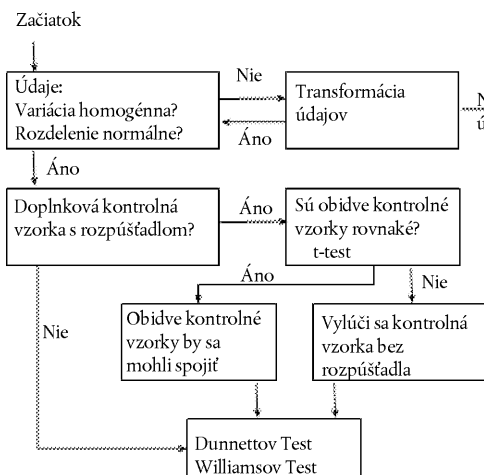 Začiatok
Údaje:
Variácia homogénna?
Rozdelenie normálne?
Nie
Áno
Transformácia
údajov
Áno
Doplnková kontrolná
vzorka s rozpúšťadlom?
Áno
Sú obidve kontrolné
vzorky rovnaké?
t-test
Áno
Nie
Nie
Obidve kontrolné
vzorky by sa
mohli spojiť
Vylúči sa kontrolná
vzorka bez
rozpúšťadla
Dunnettov Test
Williamsov Test